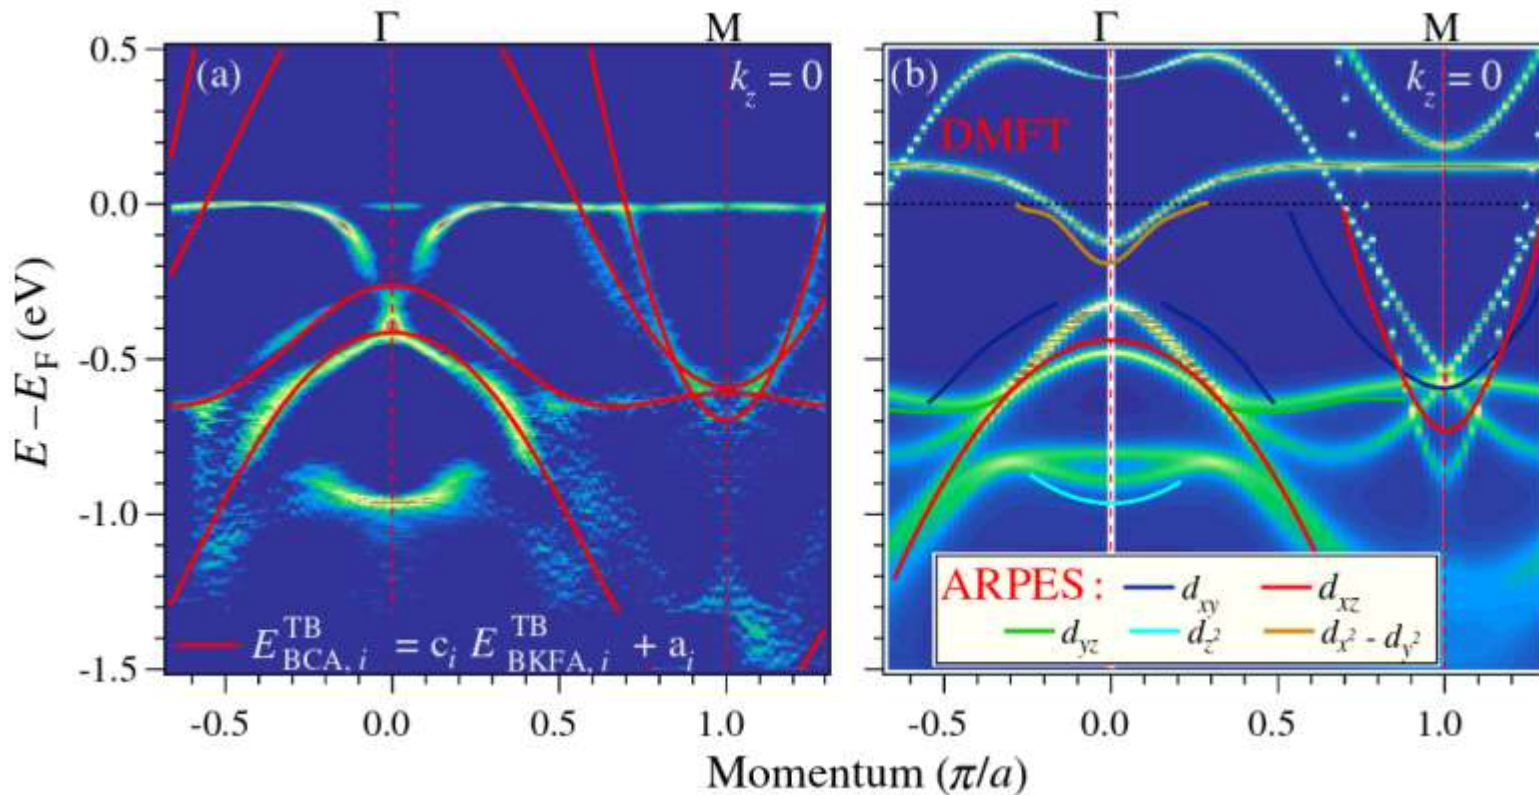 Γ M Γ M
(a) k_z = 0 (b) k_z = 0
DMFT
E – E_F (eV)
0.5
0.0
-0.5
-1.0
-1.5
E^TB_BCA, i = c_i E^TB_BKFA, i + a_i
ARPES : d_xy d_xz
d_yz d_z² d_x² - d_y²
-0.5 0.0 0.5 1.0 -0.5 0.0 0.5 1.0
Momentum (π/a)